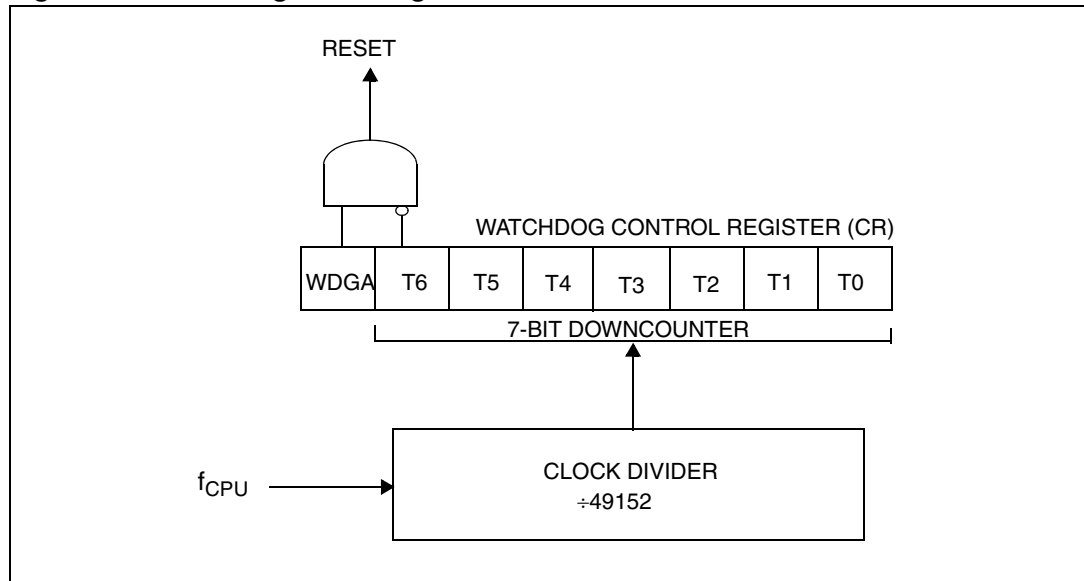 RESET
WATCHDOG CONTROL REGISTER (CR)
WDGA T6 T5 T4 T3 T2 T1 T0
7-BIT DOWNCOUNTER
fCPU
CLOCK DIVIDER
÷49152